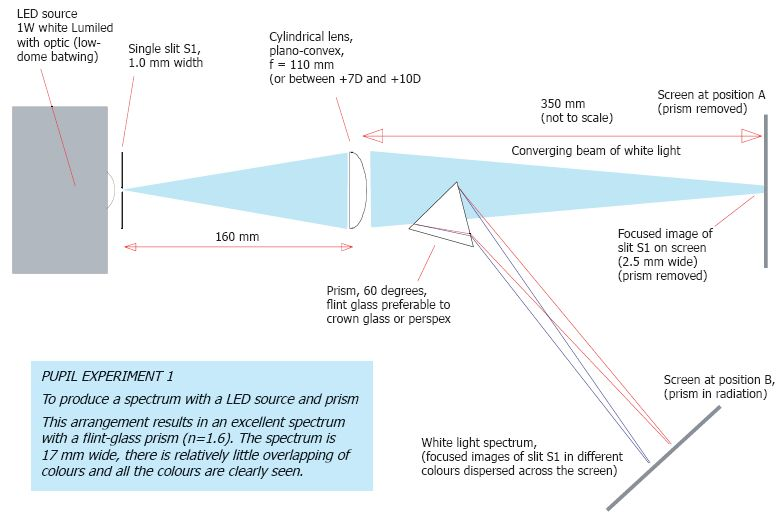 LED source
1W white Lumiled
with optic (low-
dome batwing)
Single slit S1,
1.0 mm width
Cylindrical lens,
plano-convex,
f = 110 mm
(or between +7D and +10D
350 mm
(not to scale)
Screen at position A
(prism removed)
Converging beam of white light
160 mm
Focused image of
slit S1 on screen
(2.5 mm wide)
(prism removed)
Prism, 60 degrees,
flint glass preferable to
crown glass or perspex
PUPIL EXPERIMENT 1
To produce a spectrum with a LED source and prism
This arrangement results in an excellent spectrum
with a flint-glass prism (n=1.6). The spectrum is
17 mm wide, there is relatively little overlapping of
colours and all the colours are clearly seen.
Screen at position B,
(prism in radiation)
White light spectrum,
(focused images of slit S1 in different
colours dispersed across the screen)